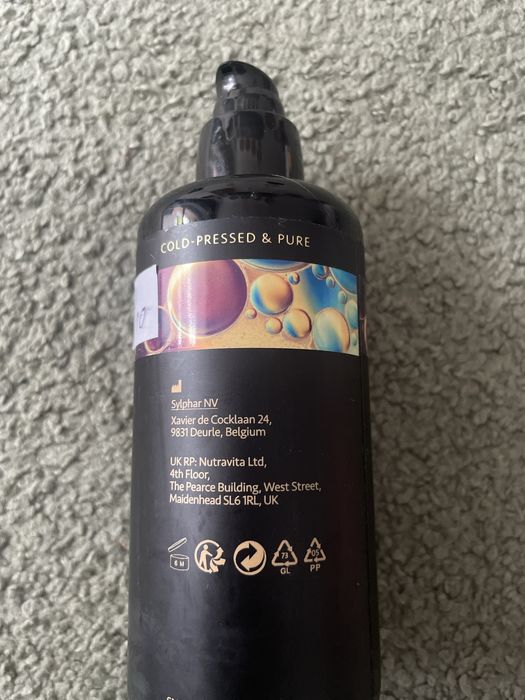 COLD-PRESSED & PURE
Sylphar NV
Xavier de Cocklaan 24,
9831 Deurle, Belgium
UK RP: Nutravita Ltd,
4th Floor,
The Pearce Building, West Street,
Maidenhead SL6 1RL, UK
6 M
73
GL
05
PP